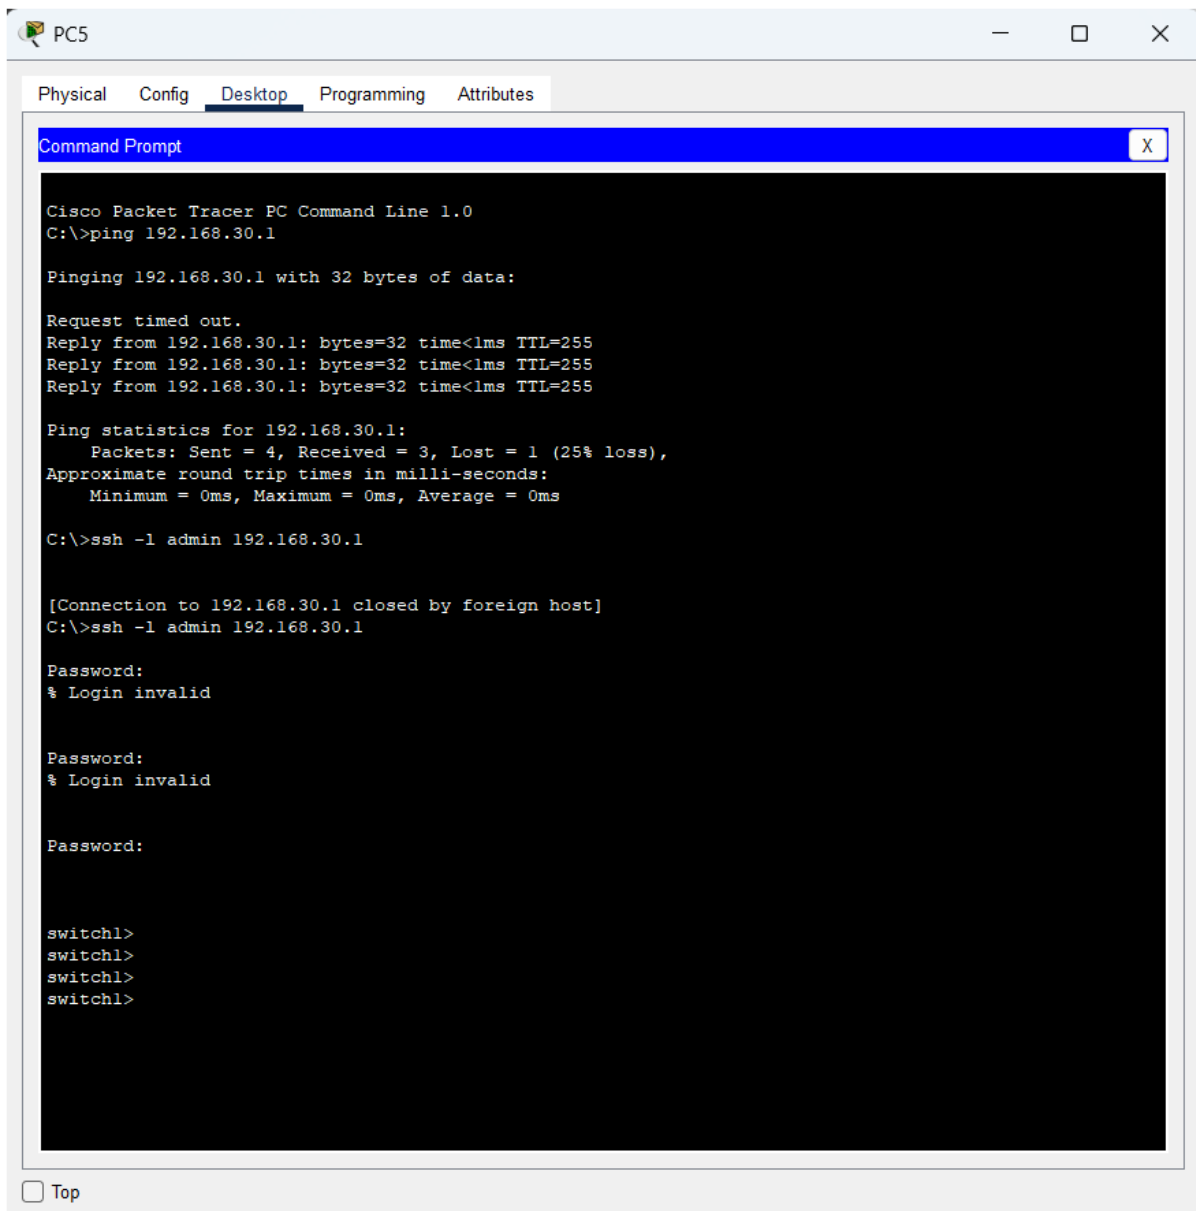 PC5
Physical Config Desktop Programming Attributes
Command Prompt X
Cisco Packet Tracer PC Command Line 1.0
C:\>ping 192.168.30.1
Pinging 192.168.30.1 with 32 bytes of data:
Request timed out.
Reply from 192.168.30.1: bytes=32 time<1ms TTL=255
Reply from 192.168.30.1: bytes=32 time<1ms TTL=255
Reply from 192.168.30.1: bytes=32 time<1ms TTL=255
Ping statistics for 192.168.30.1:
    Packets: Sent = 4, Received = 3, Lost = 1 (25% loss),
Approximate round trip times in milli-seconds:
    Minimum = 0ms, Maximum = 0ms, Average = 0ms
C:\>ssh -l admin 192.168.30.1
[Connection to 192.168.30.1 closed by foreign host]
C:\>ssh -l admin 192.168.30.1
Password:
% Login invalid
Password:
% Login invalid
Password:
switch1>
switch1>
switch1>
switch1>
Top